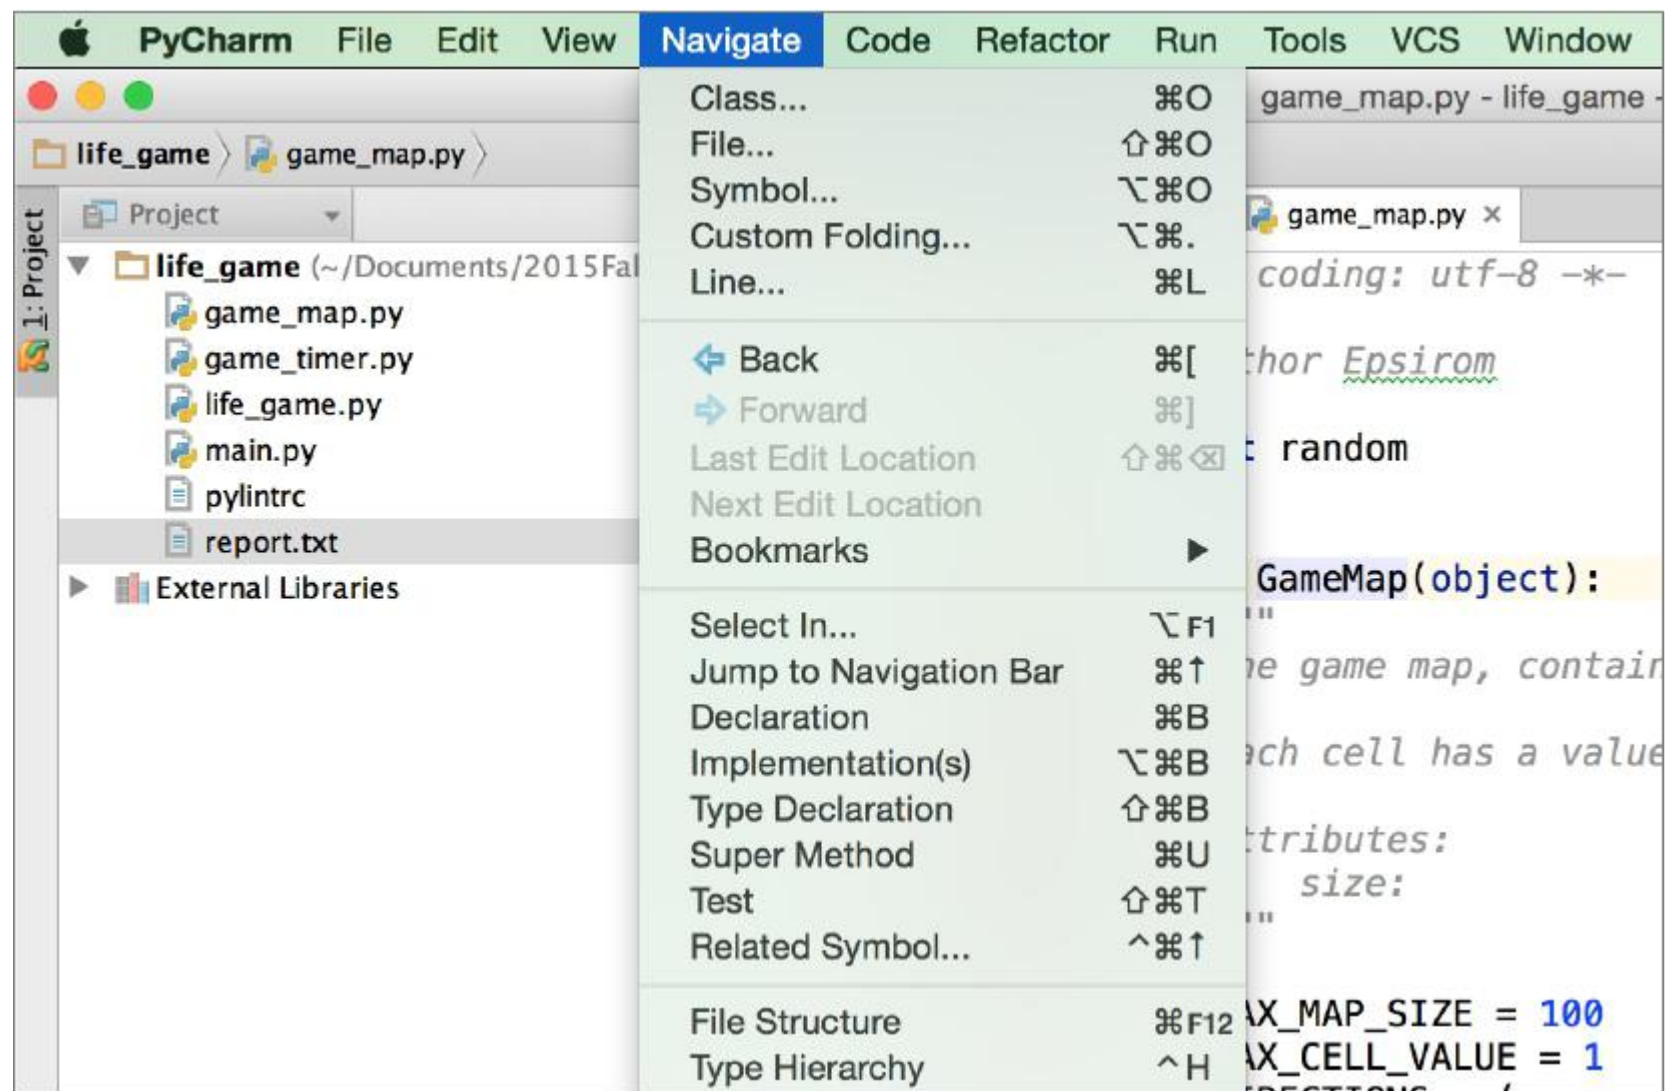 PyCharm File Edit View Navigate Code Refactor Run Tools VCS Window
game_map.py - life_game -
life_game game_map.py
1: Project
Project
life_game (~/Documents/2015Fal
game_map.py
game_timer.py
life_game.py
main.py
pylintrc
report.txt
External Libraries
Class... ⌘O
File... ⇧⌘O
Symbol... ⌥⌘O
Custom Folding... ⌥⌘.
Line... ⌘L
Back ⌘[
Forward ⌘]
Last Edit Location ⇧⌘⌫
Next Edit Location
Bookmarks ▶
Select In... ⌥F1
Jump to Navigation Bar ⌘↑
Declaration ⌘B
Implementation(s) ⌥⌘B
Type Declaration ⇧⌘B
Super Method ⌘U
Test ⇧⌘T
Related Symbol... ^⌘↑
File Structure ⌘F12
Type Hierarchy ^H
game_map.py ×
coding: utf-8 -*-
thor Epsirom
t random
GameMap(object):
""
he game map, contain
ach cell has a value
ttributes:
size:
""
AX_MAP_SIZE = 100
AX_CELL_VALUE = 1